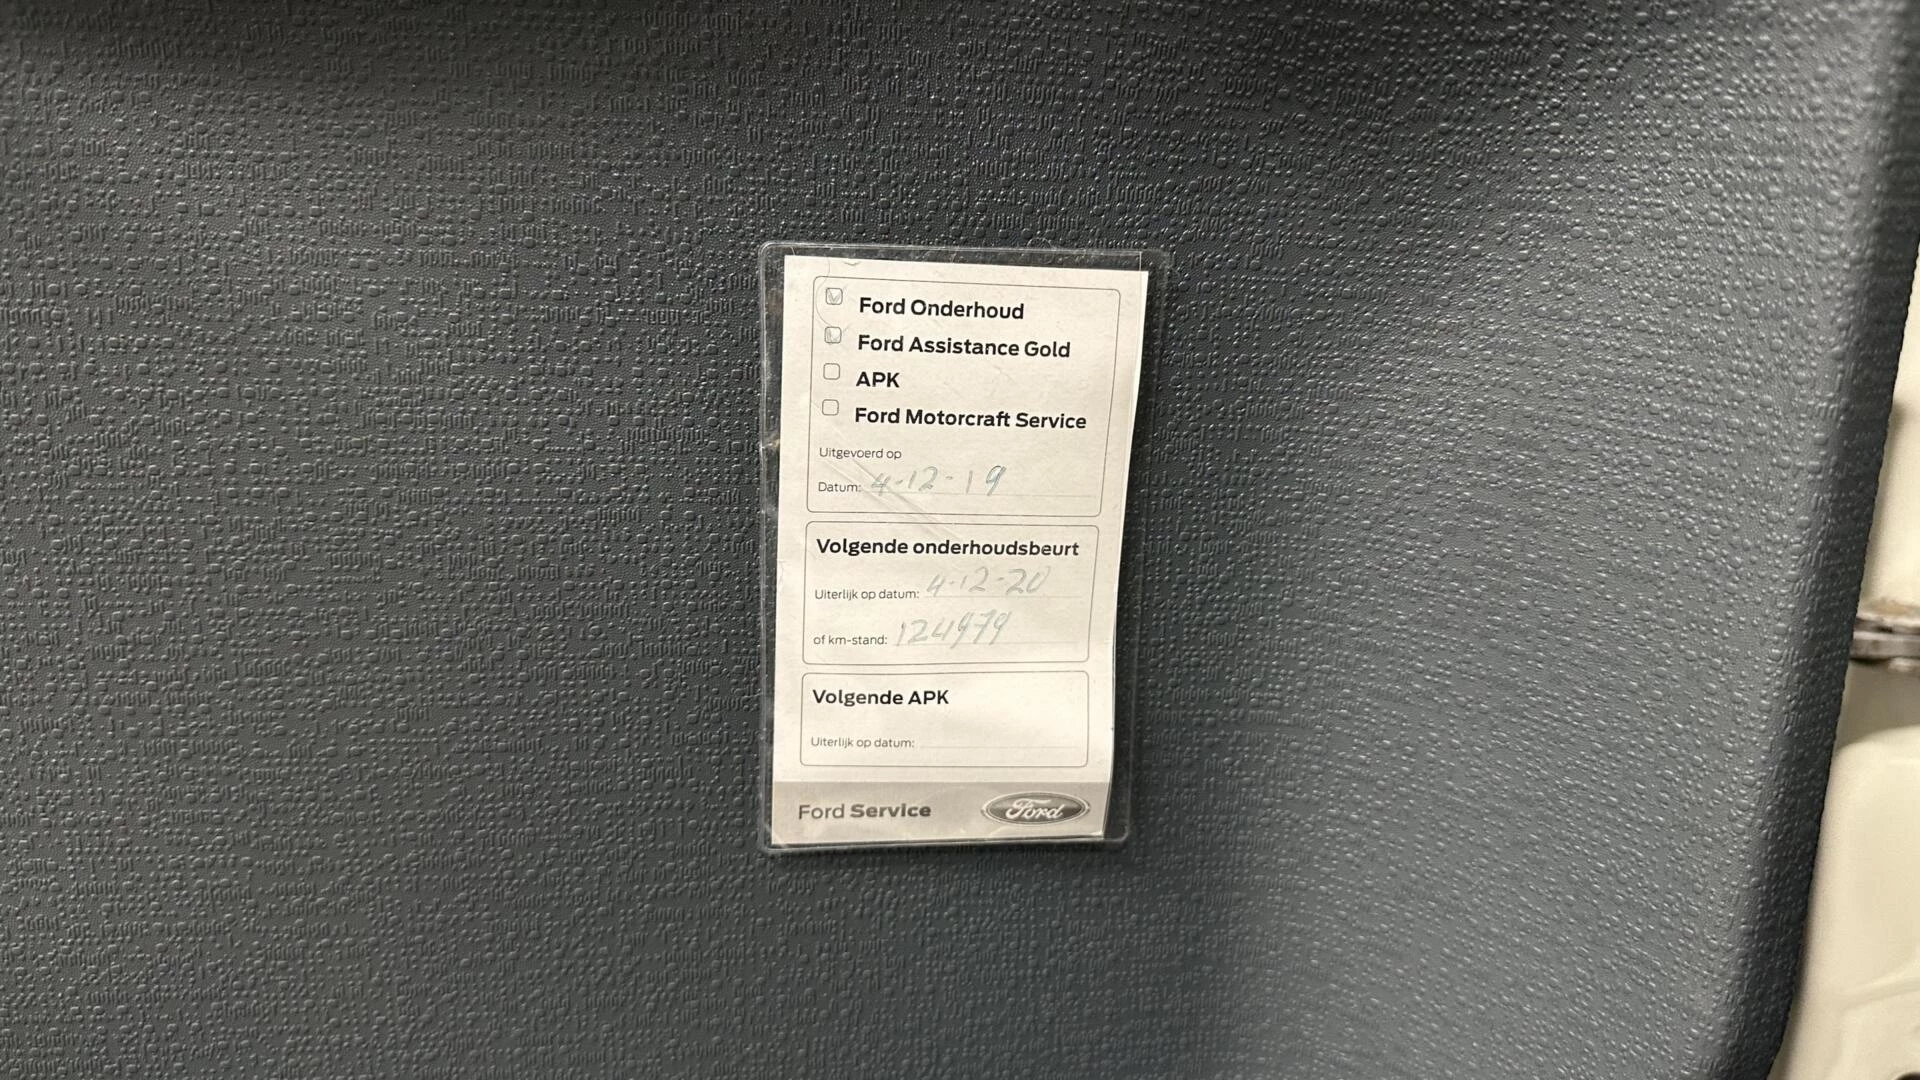 Ford Onderhoud
Ford Assistance Gold
APK
Ford Motorcraft Service
Uitgevoerd op
Datum: 4-12-19
Volgende onderhoudsbeurt
Uiterlijk op datum: 4-12-20
of km-stand: 124979
Volgende APK
Uiterlijk op datum:
Ford Service Ford